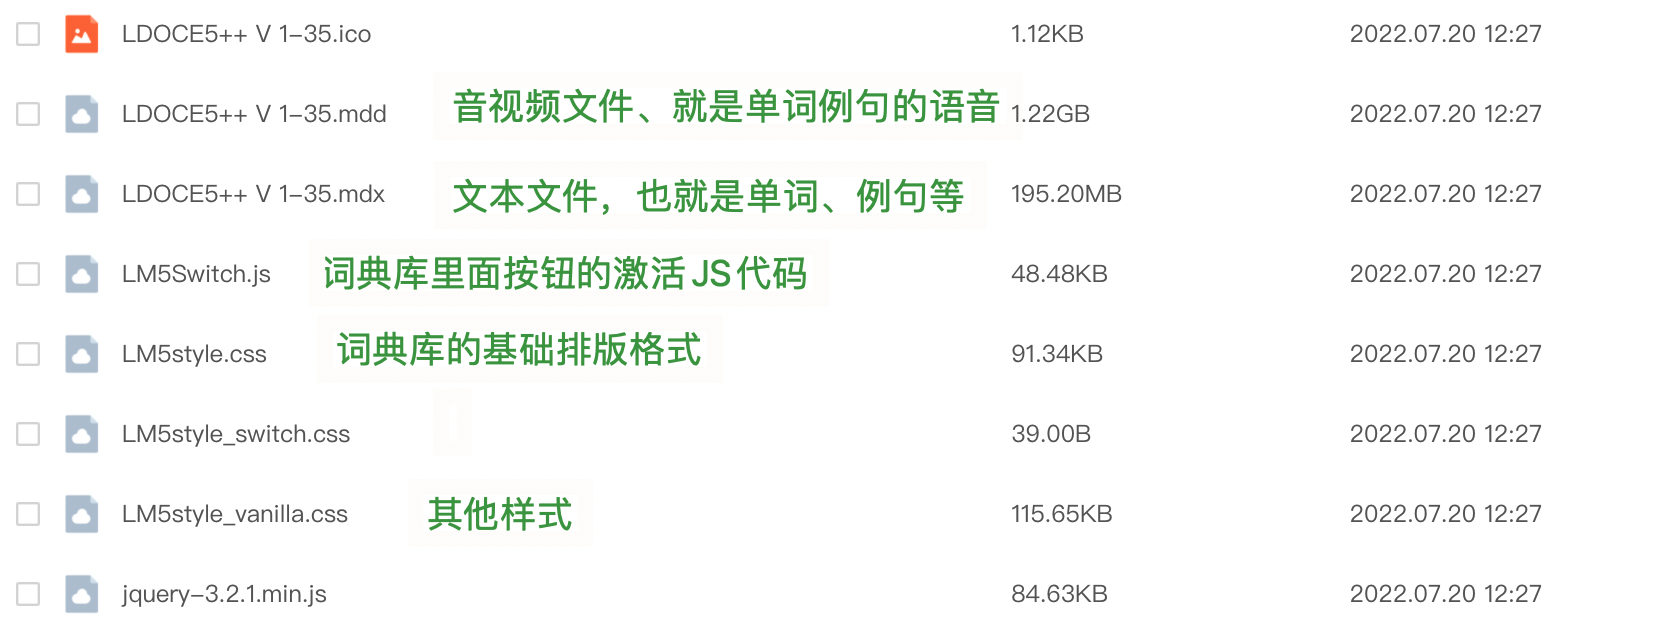 LDOCE5++ V 1-35.ico 1.12KB 2022.07.20 12:27
LDOCE5++ V 1-35.mdd 音视频文件、就是单词例句的语音 1.22GB 2022.07.20 12:27
LDOCE5++ V 1-35.mdx 文本文件，也就是单词、例句等 195.20MB 2022.07.20 12:27
LM5Switch.js 词典库里面按钮的激活JS代码 48.48KB 2022.07.20 12:27
LM5style.css 词典库的基础排版格式 91.34KB 2022.07.20 12:27
LM5style_switch.css 39.00B 2022.07.20 12:27
LM5style_vanilla.css 其他样式 115.65KB 2022.07.20 12:27
jquery-3.2.1.min.js 84.63KB 2022.07.20 12:27